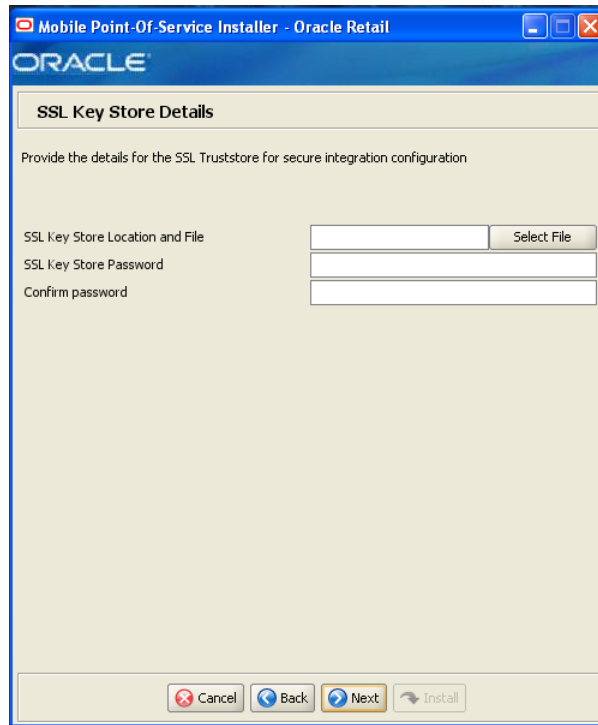 Mobile Point-Of-Service Installer - Oracle Retail
ORACLE
SSL Key Store Details
Provide the details for the SSL Truststore for secure integration configuration
SSL Key Store Location and File Select File
SSL Key Store Password
Confirm password
Cancel Back Next Install